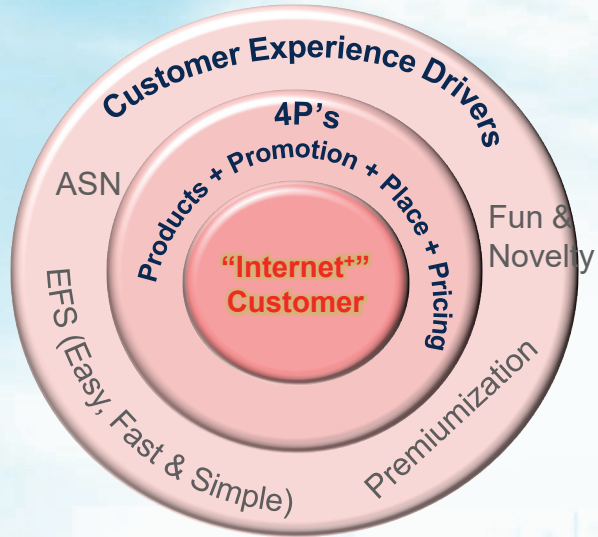 Customer Experience Drivers
4P’s
Products + Promotion + Place + Pricing
ASN
Fun &
Novelty
“Internet⁺”
Customer
EFS (Easy, Fast & Simple)
Premiumization